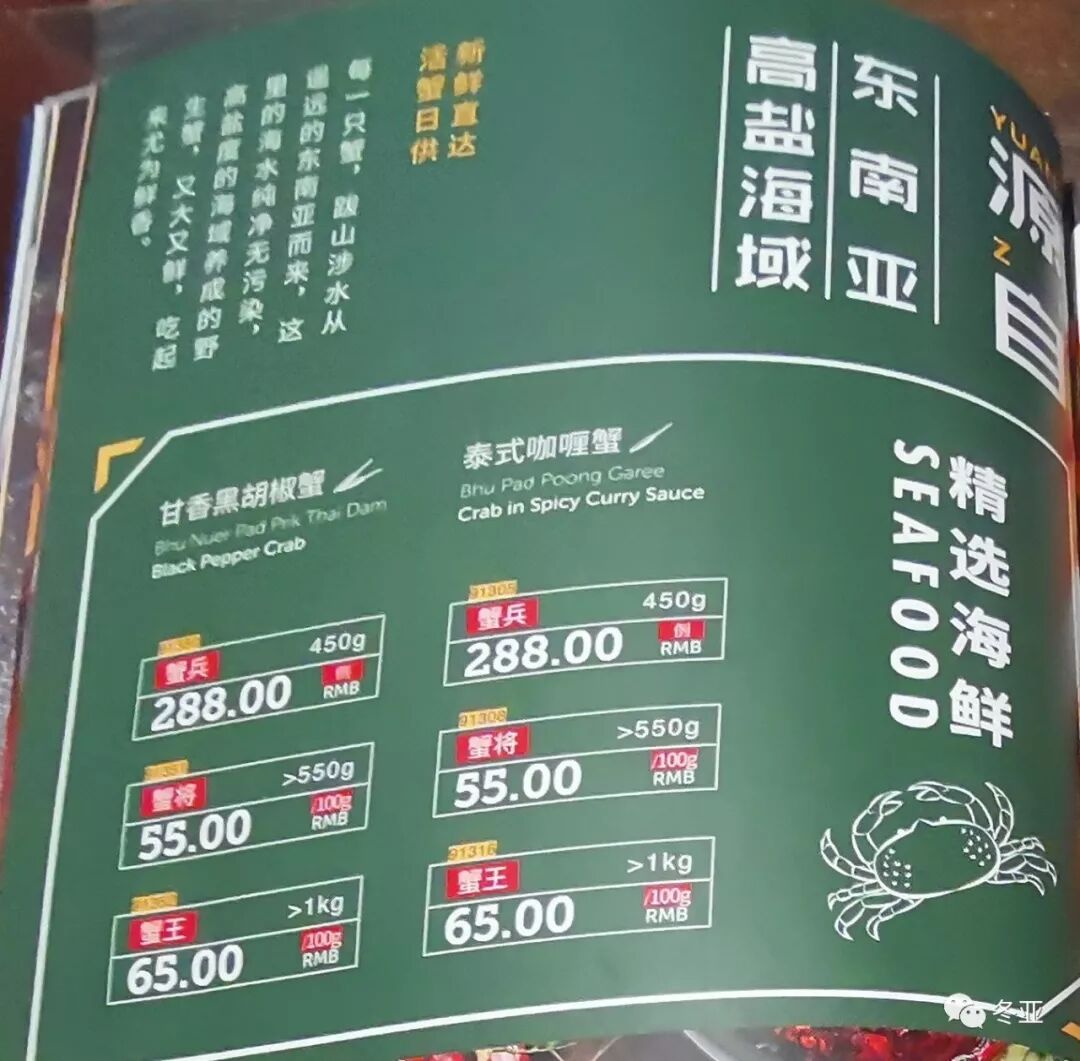 YUA
源
Z
自
东南亚
高盐海域
新鲜直达
活蟹日供
每一只蟹，跋山涉水从
遥远的东南亚而来，这
里的海水纯净无污染，
高盐度的海域养成的野
生蟹，又大又鲜，吃起
来尤为鲜香。
精选海鲜
SEAFOOD
甘香黑胡椒蟹
Bhu Nuer Pad Prik Thai Dam
Black Pepper Crab
蟹兵 450g
288.00 例
RMB
蟹将 >550g
55.00 /100g
RMB
蟹王 >1kg
65.00 /100g
RMB
泰式咖喱蟹
Bhu Pad Poong Garee
Crab in Spicy Curry Sauce
91305
蟹兵 450g
288.00 例
RMB
91308
蟹将 >550g
55.00 /100g
RMB
91316
蟹王 >1kg
65.00 /100g
RMB
冬亚